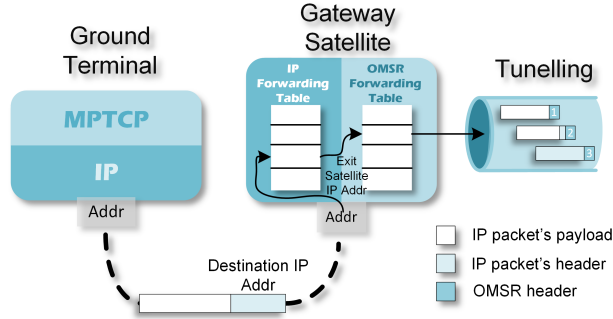 Ground
Terminal
MPTCP
IP
Addr
Gateway
Satellite
IP
Forwarding
Table
OMSR
Forwarding
Table
Exit
Satellite
IP Addr
Addr
Tunelling
1
2
3
Destination IP
Addr
IP packet's payload
IP packet's header
OMSR header